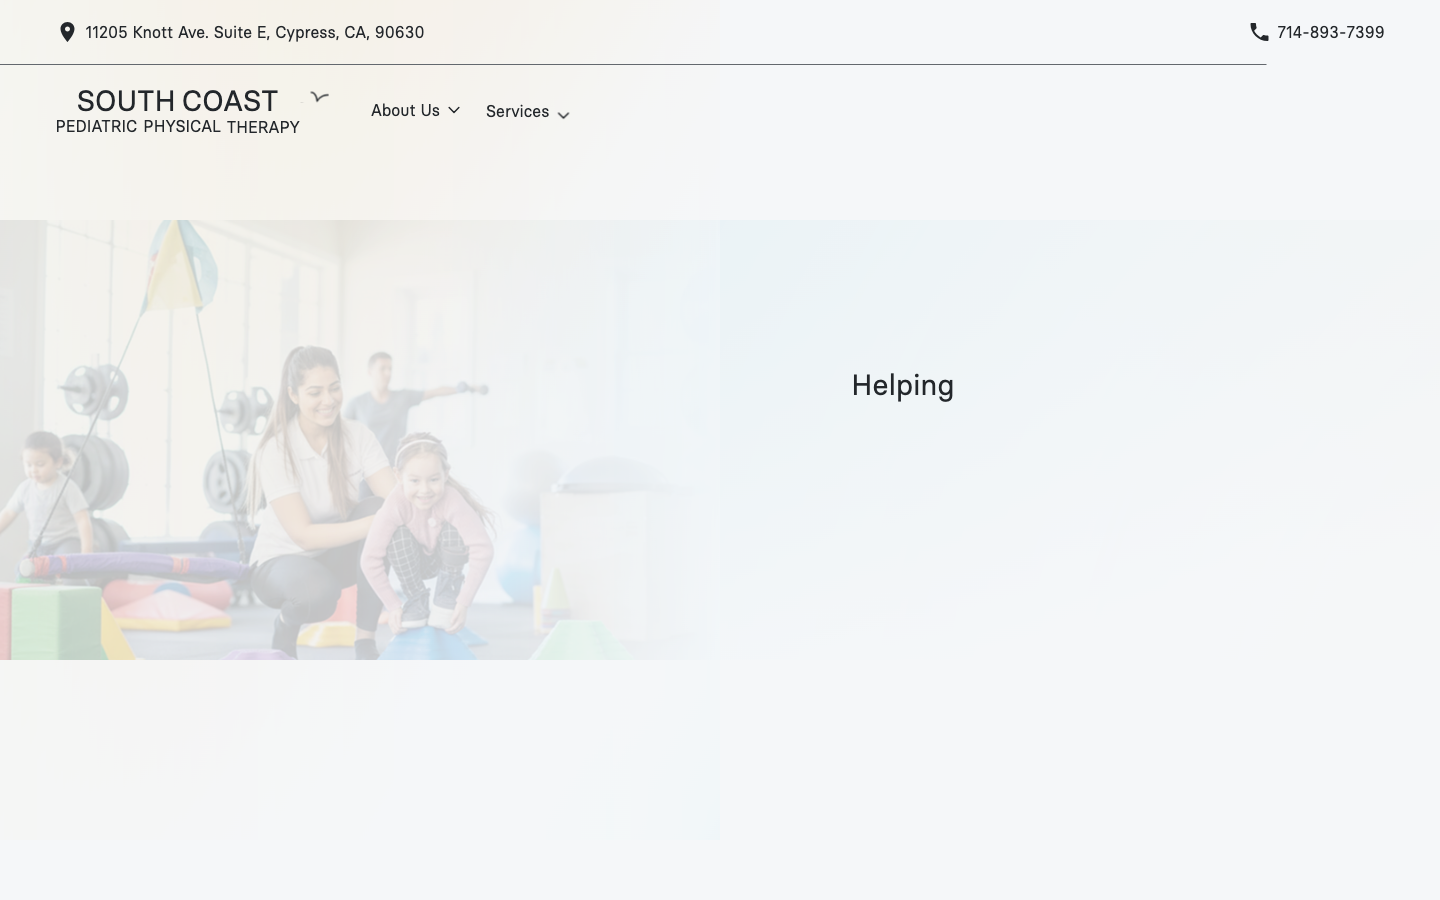 11205 Knott Ave. Suite E, Cypress, CA, 90630
714-893-7399
SOUTH COAST
PEDIATRIC PHYSICAL THERAPY
About Us
Services
Helping